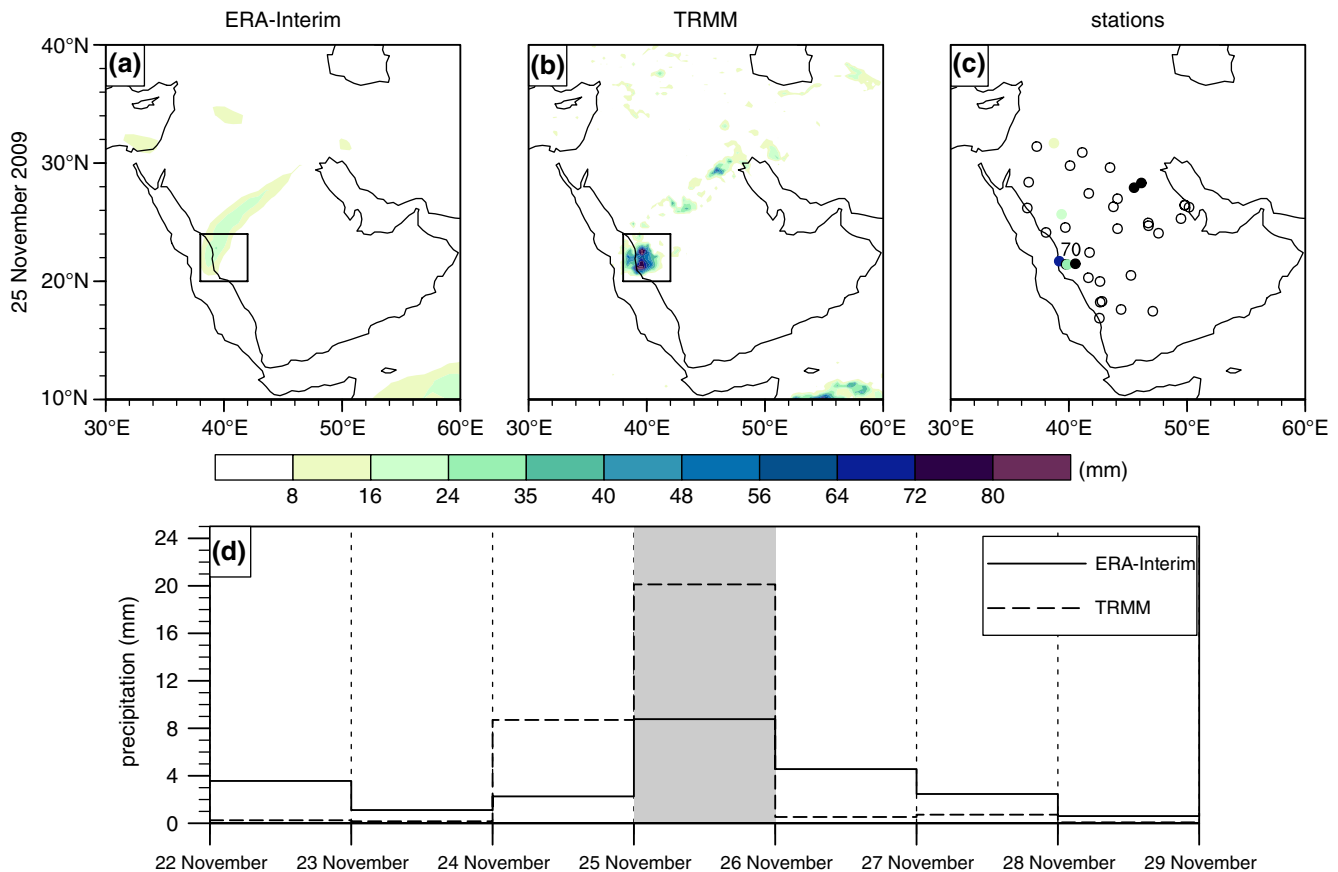 ERA-Interim TRMM stations
(a) (b) (c)
40°N
30°N
20°N
10°N
25 November 2009
70
30°E 40°E 50°E 60°E 30°E 40°E 50°E 60°E 30°E 40°E 50°E 60°E
(mm)
8 16 24 35 40 48 56 64 72 80
(d)
24
20
16
12
8
4
0
precipitation (mm)
ERA-Interim
TRMM
22 November 23 November 24 November 25 November 26 November 27 November 28 November 29 November